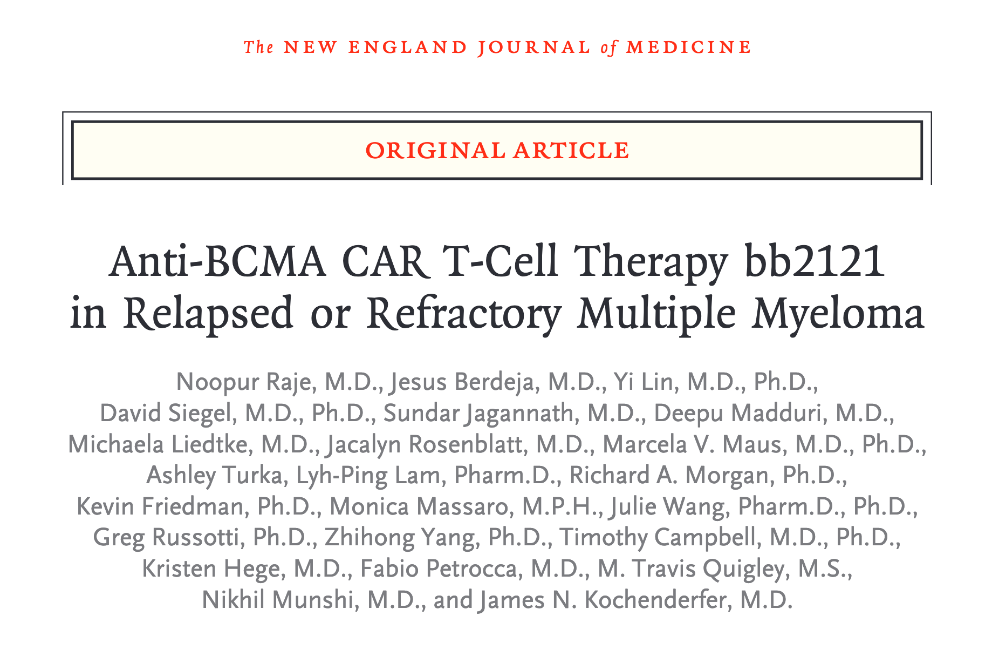 The NEW ENGLAND JOURNAL of MEDICINE
ORIGINAL ARTICLE
Anti-BCMA CAR T-Cell Therapy bb2121
in Relapsed or Refractory Multiple Myeloma
Noopur Raje, M.D., Jesus Berdeja, M.D., Yi Lin, M.D., Ph.D.,
David Siegel, M.D., Ph.D., Sundar Jagannath, M.D., Deepu Madduri, M.D.,
Michaela Liedtke, M.D., Jacalyn Rosenblatt, M.D., Marcela V. Maus, M.D., Ph.D.,
Ashley Turka, Lyh-Ping Lam, Pharm.D., Richard A. Morgan, Ph.D.,
Kevin Friedman, Ph.D., Monica Massaro, M.P.H., Julie Wang, Pharm.D., Ph.D.,
Greg Russotti, Ph.D., Zhihong Yang, Ph.D., Timothy Campbell, M.D., Ph.D.,
Kristen Hege, M.D., Fabio Petrocca, M.D., M. Travis Quigley, M.S.,
Nikhil Munshi, M.D., and James N. Kochenderfer, M.D.